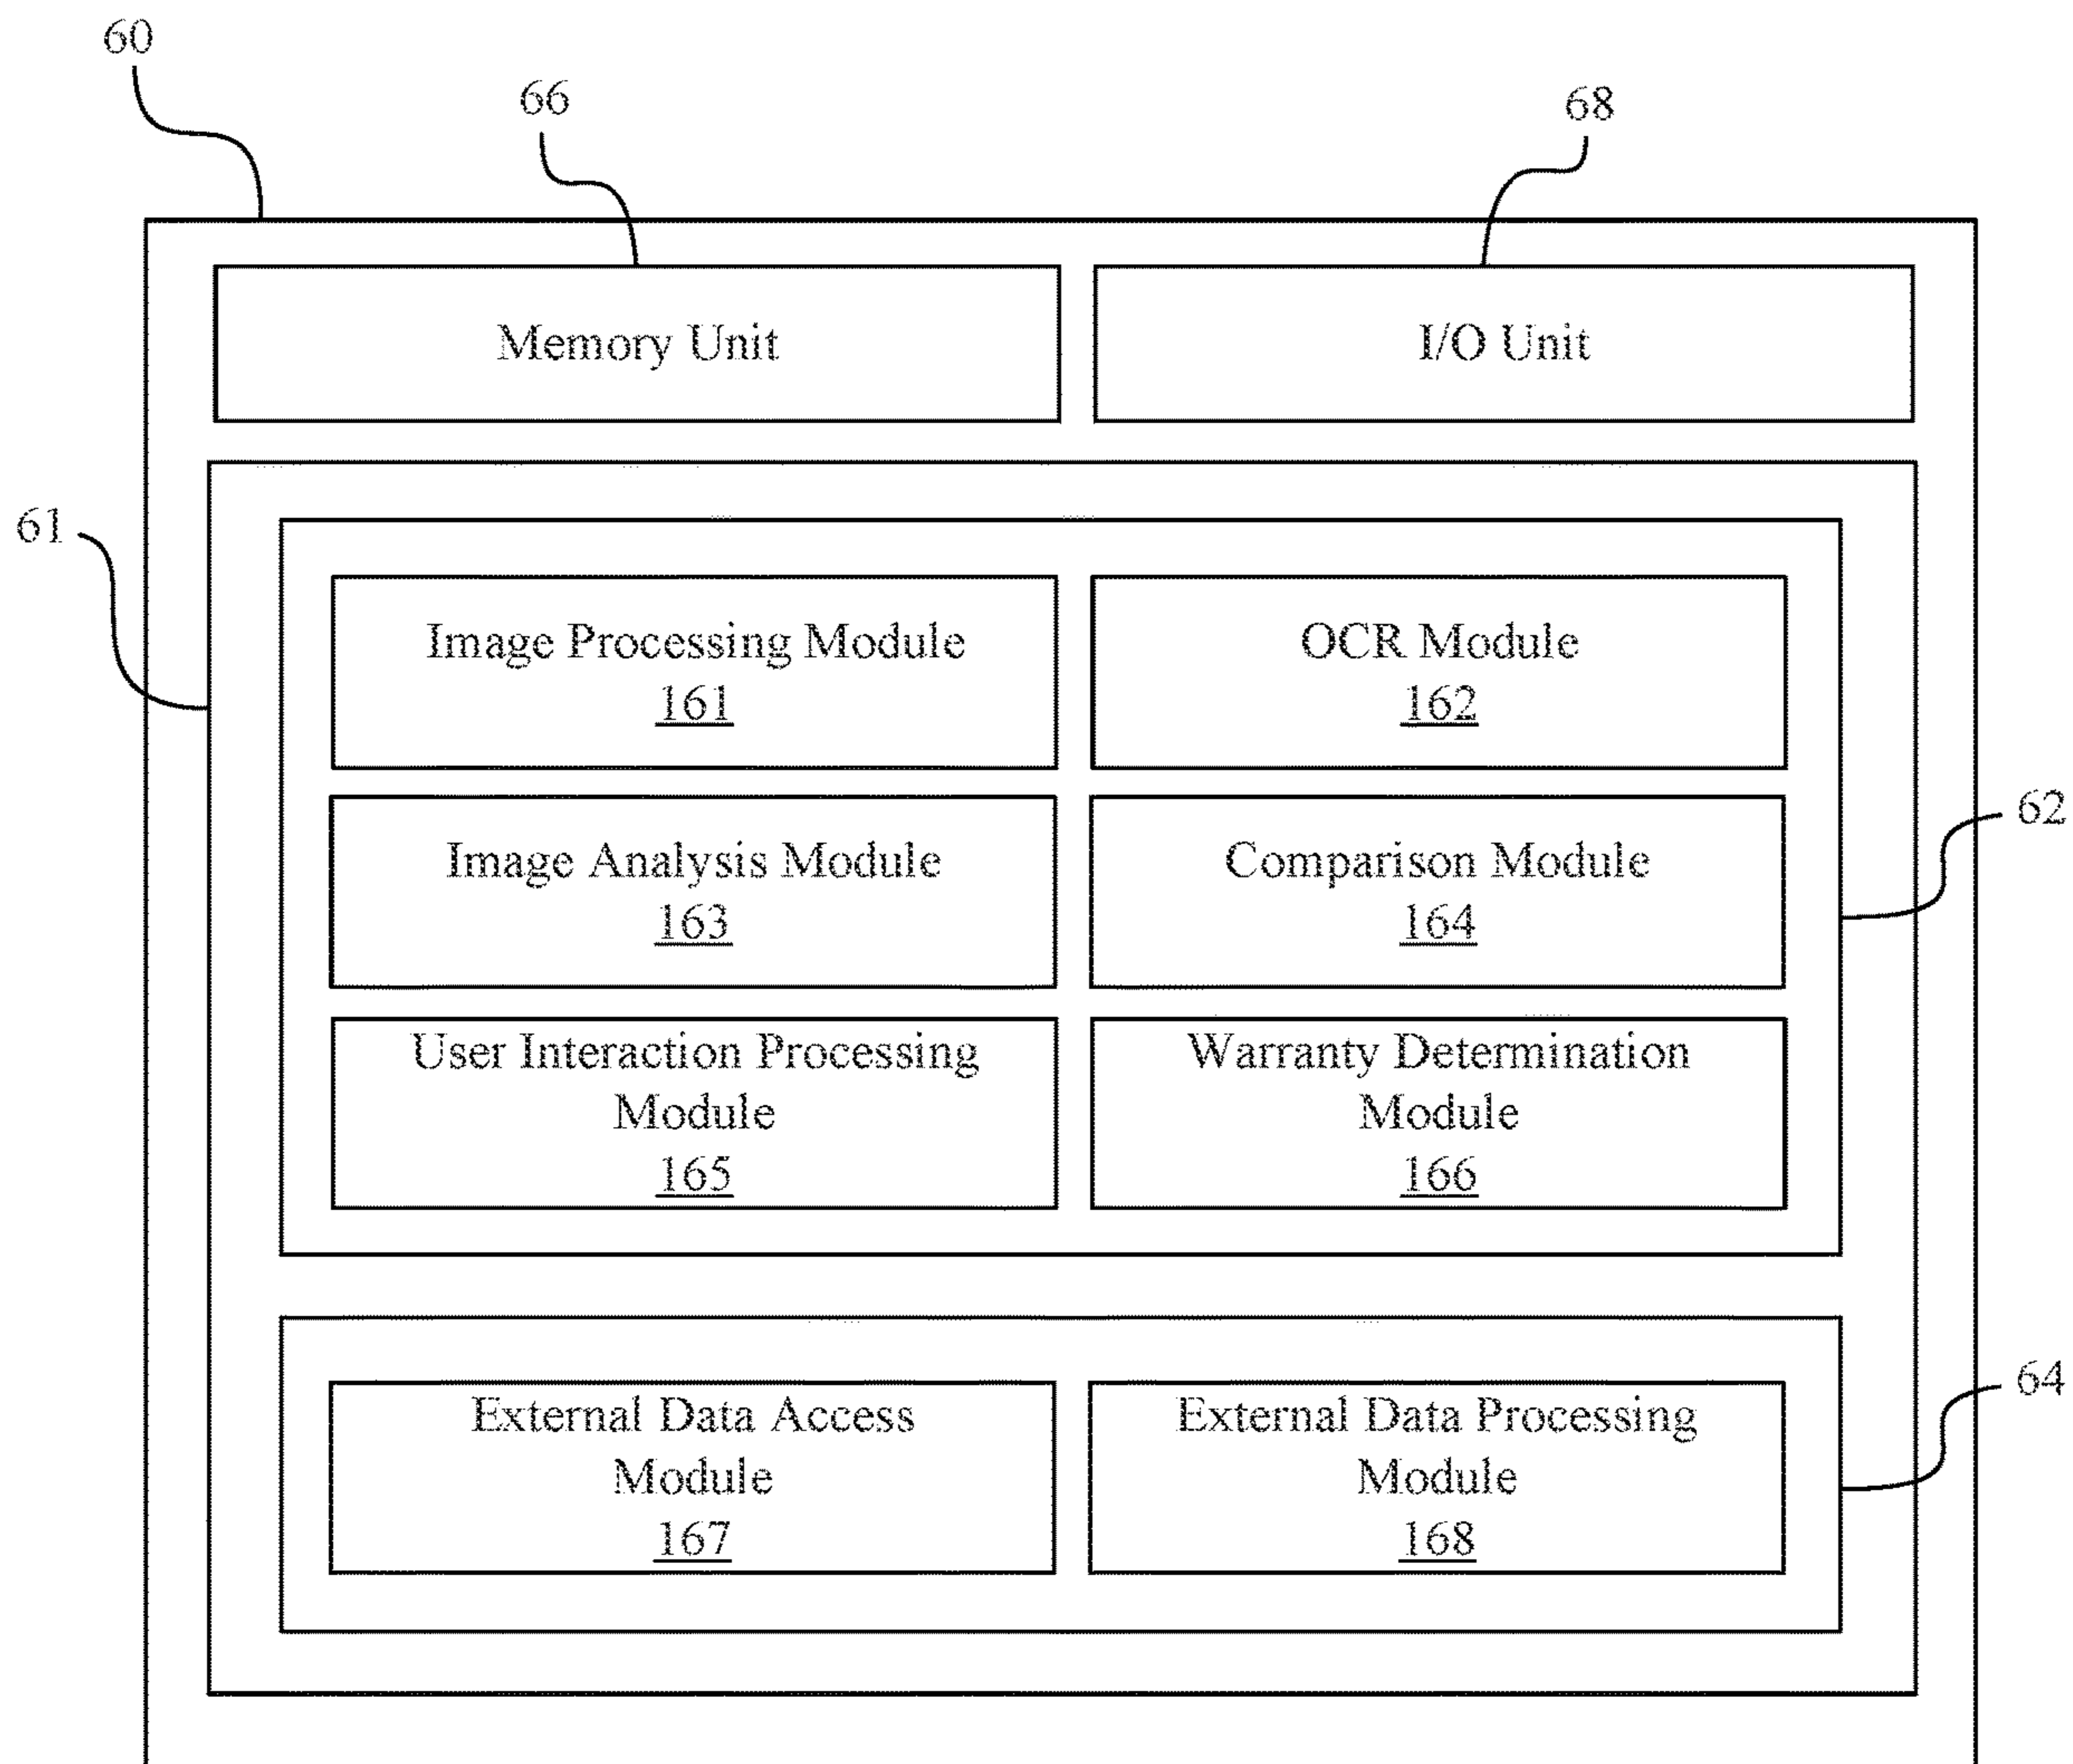 60
66
68
Memory Unit
I/O Unit
61
Image Processing Module
161
OCR Module
162
62
Image Analysis Module
163
Comparison Module
164
User Interaction Processing
Module
165
Warranty Determination
Module
166
64
External Data Access
Module
167
External Data Processing
Module
168